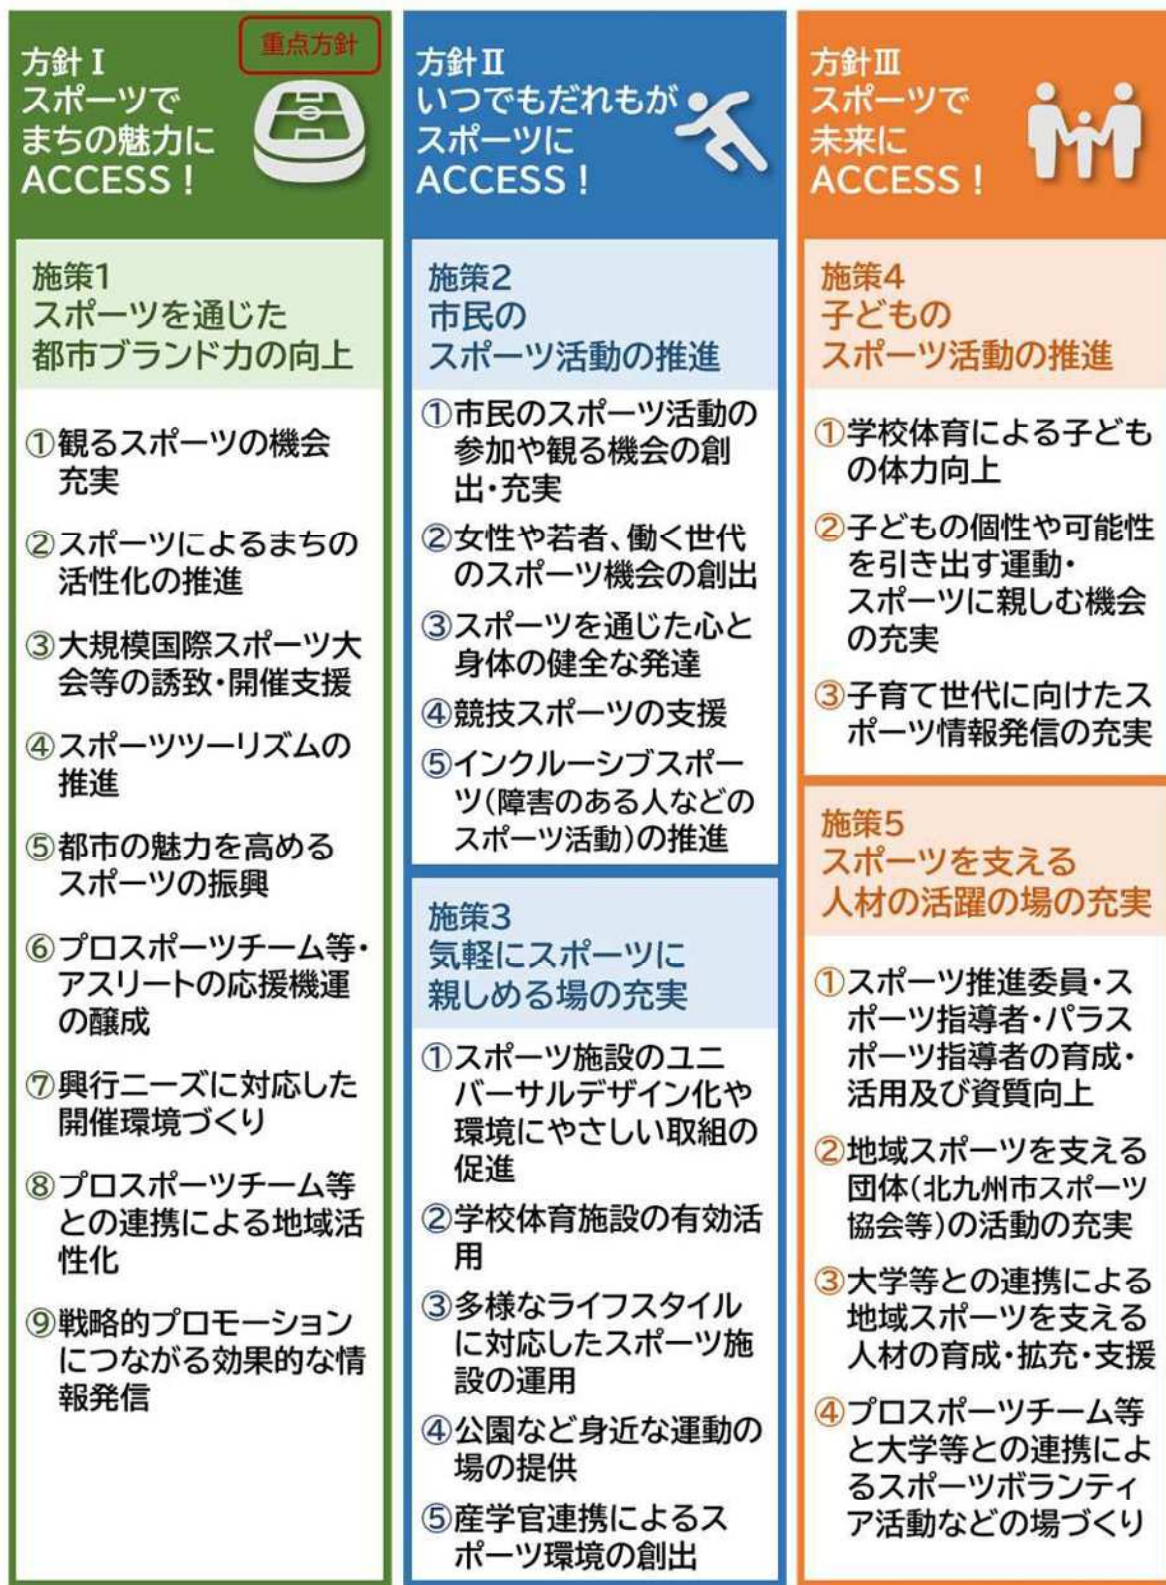 重点方針
方針Ⅰ
スポーツで
まちの魅力に
ACCESS！
施策1
スポーツを通じた
都市ブランド力の向上
①観るスポーツの機会
充実
②スポーツによるまちの
活性化の推進
③大規模国際スポーツ大
会等の誘致・開催支援
④スポーツツーリズムの
推進
⑤都市の魅力を高める
スポーツの振興
⑥プロスポーツチーム等・
アスリートの応援機運
の醸成
⑦興行ニーズに対応した
開催環境づくり
⑧プロスポーツチーム等
との連携による地域活
性化
⑨戦略的プロモーション
につながる効果的な情
報発信
方針Ⅱ
いつでもだれもが
スポーツに
ACCESS！
施策2
市民の
スポーツ活動の推進
①市民のスポーツ活動の
参加や観る機会の創
出・充実
②女性や若者、働く世代
のスポーツ機会の創出
③スポーツを通じた心と
身体の健全な発達
④競技スポーツの支援
⑤インクルーシブスポー
ツ(障害のある人などの
スポーツ活動)の推進
施策3
気軽にスポーツに
親しめる場の充実
①スポーツ施設のユニ
バーサルデザイン化や
環境にやさしい取組の
促進
②学校体育施設の有効活
用
③多様なライフスタイル
に対応したスポーツ施
設の運用
④公園など身近な運動の
場の提供
⑤産学官連携によるス
ポーツ環境の創出
方針Ⅲ
スポーツで
未来に
ACCESS！
施策4
子どもの
スポーツ活動の推進
①学校体育による子ども
の体力向上
②子どもの個性や可能性
を引き出す運動・
スポーツに親しむ機会
の充実
③子育て世代に向けたス
ポーツ情報発信の充実
施策5
スポーツを支える
人材の活躍の場の充実
①スポーツ推進委員・ス
ポーツ指導者・パラス
ポーツ指導者の育成・
活用及び資質向上
②地域スポーツを支える
団体(北九州市スポーツ
協会等)の活動の充実
③大学等との連携による
地域スポーツを支える
人材の育成・拡充・支援
④プロスポーツチーム等
と大学等との連携によ
るスポーツボランティ
ア活動などの場づくり